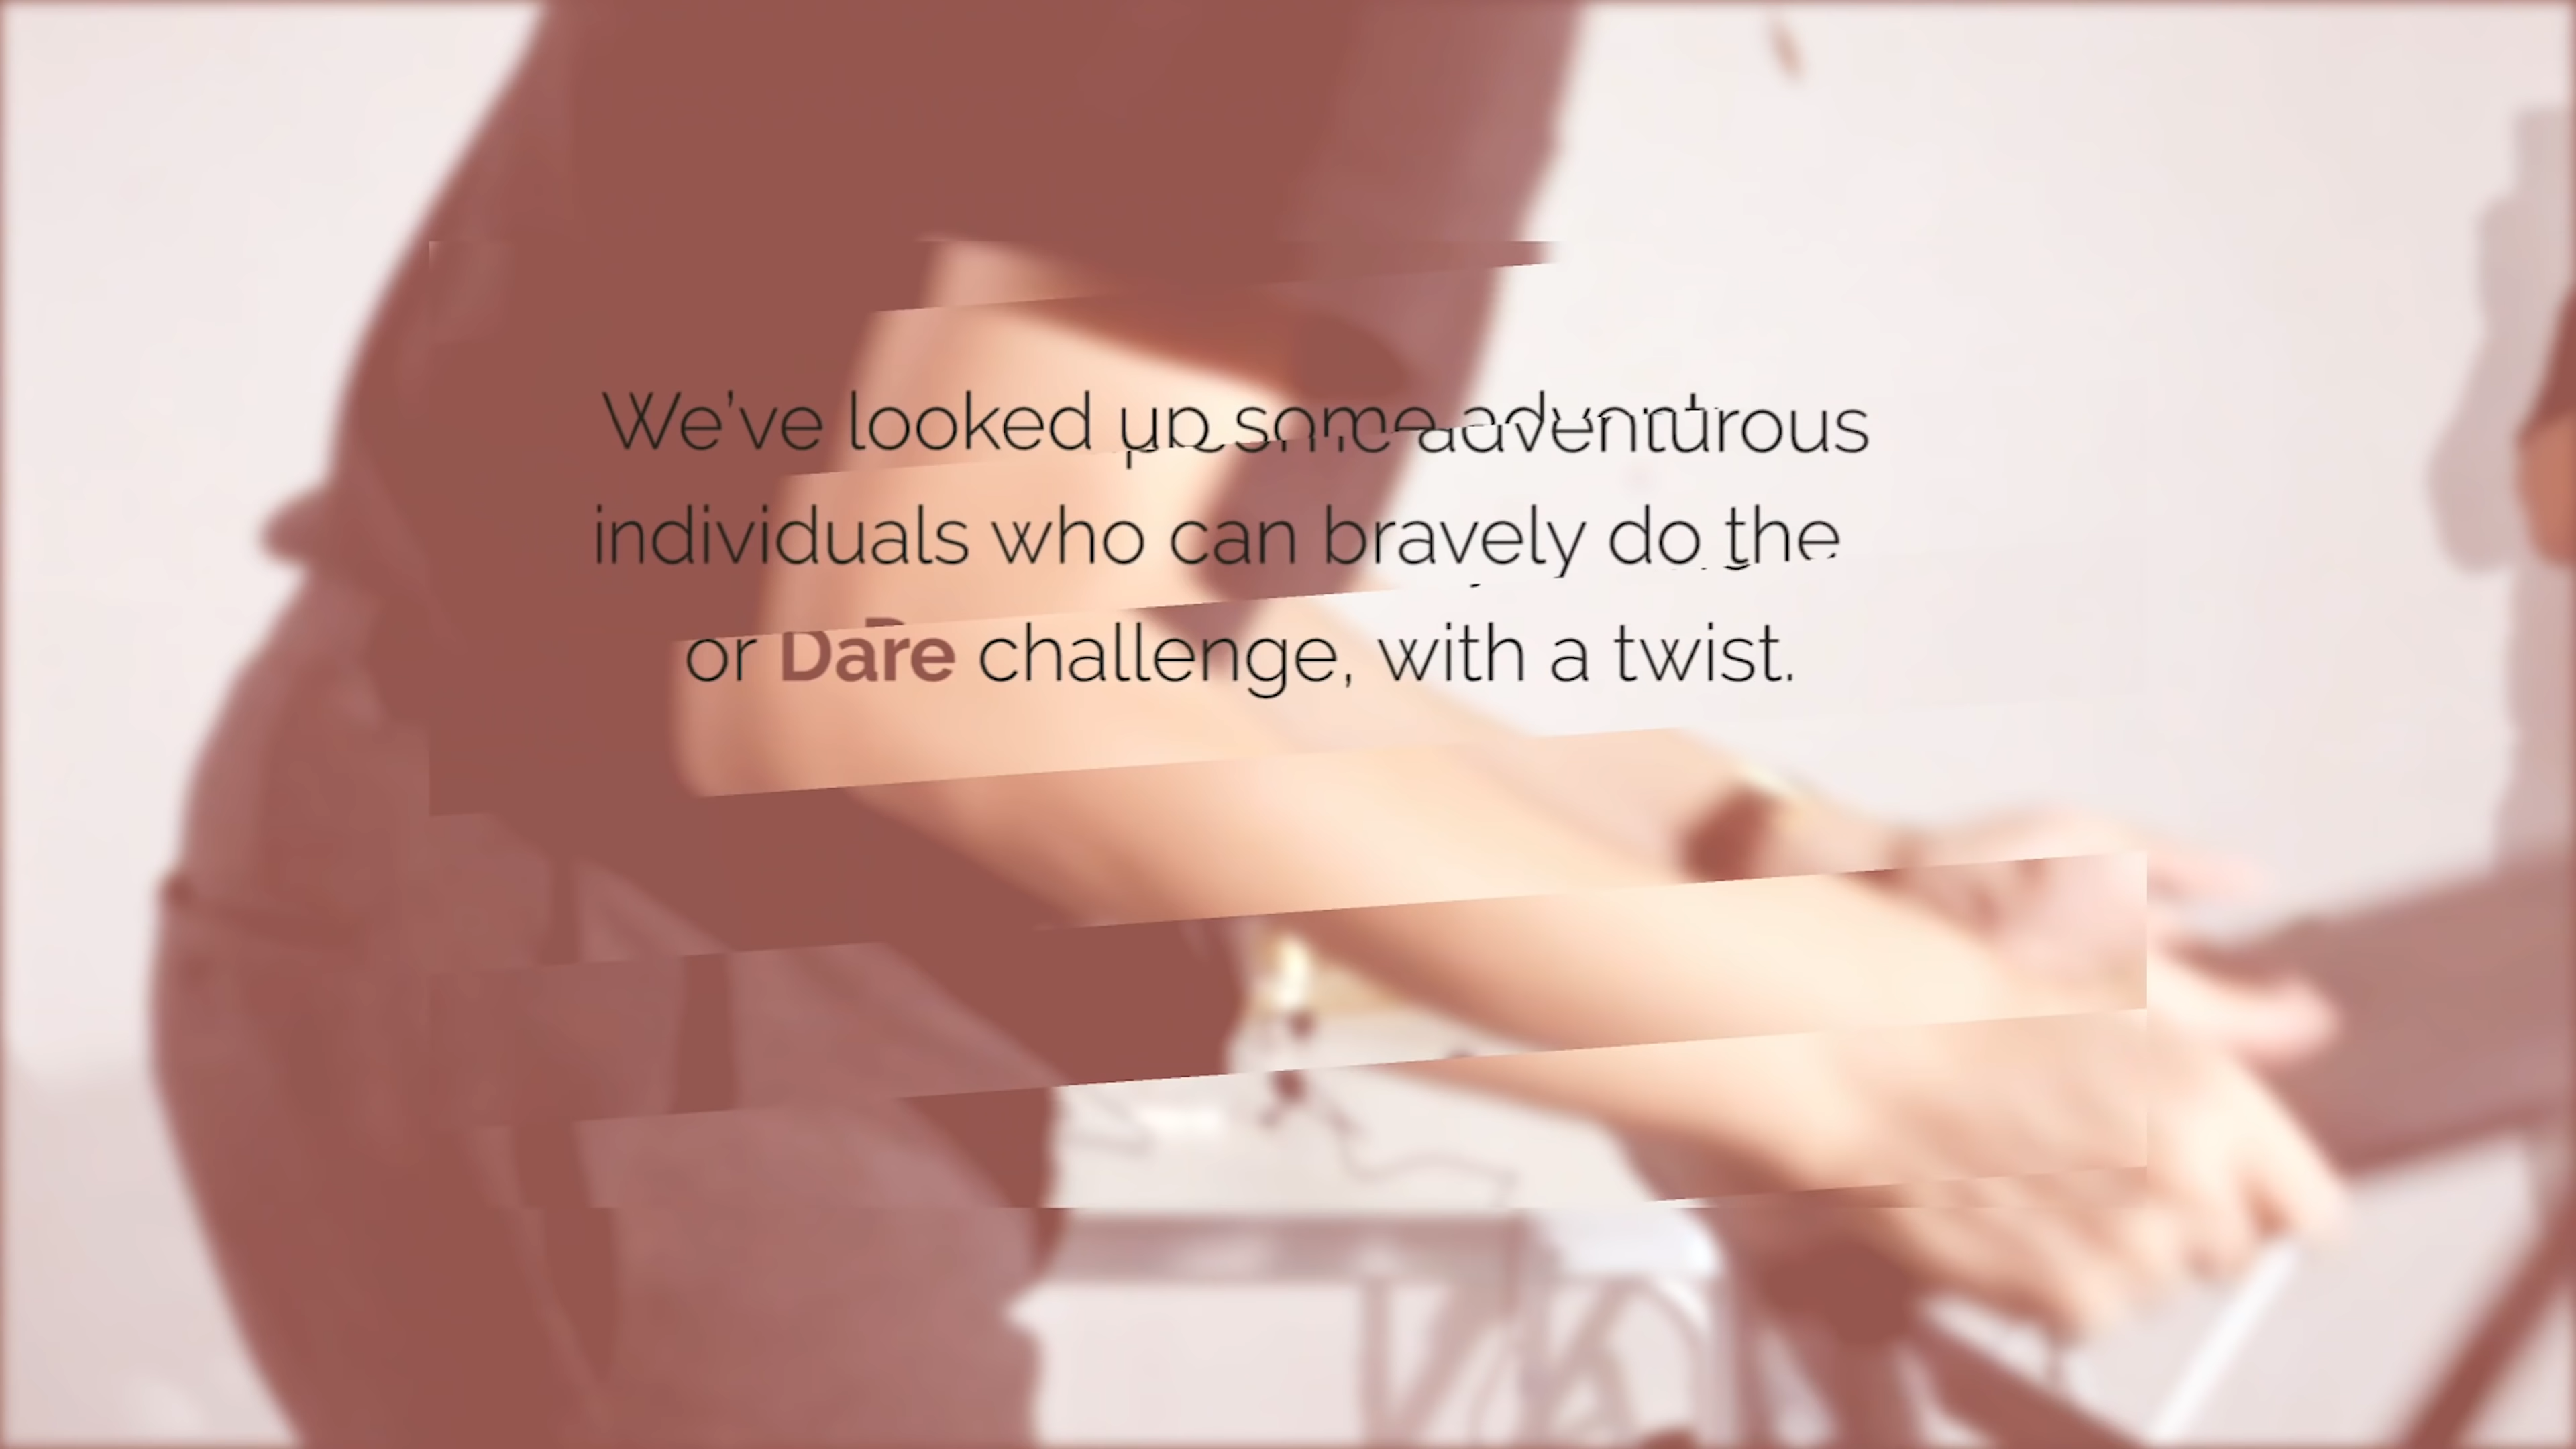 We've looked up some adventurous
individuals who can bravely do the
or Dare challenge, with a twist.